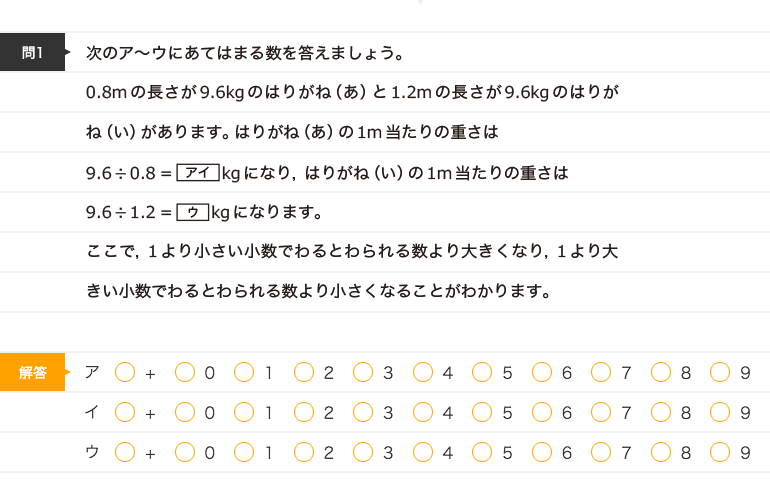 問1 次のア～ウにあてはまる数を答えましょう。
0.8mの長さが9.6kgのはりがね（あ）と1.2mの長さが9.6kgのはりが
ね（い）があります。はりがね（あ）の1m当たりの重さは
9.6÷0.8＝アイkgになり，はりがね（い）の1m当たりの重さは
9.6÷1.2＝ウkgになります。
ここで，1より小さい小数でわるとわられる数より大きくなり，1より大
きい小数でわるとわられる数より小さくなることがわかります。
解答 ア + 0 1 2 3 4 5 6 7 8 9
イ + 0 1 2 3 4 5 6 7 8 9
ウ + 0 1 2 3 4 5 6 7 8 9